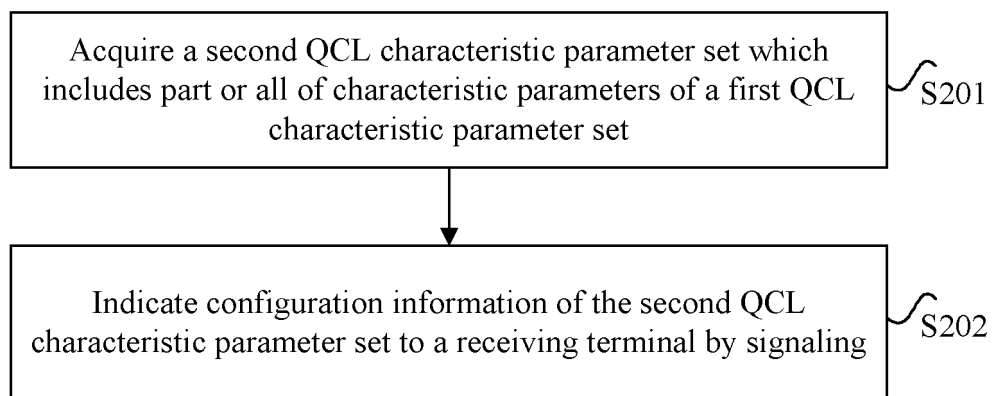 Acquire a second QCL characteristic parameter set which
includes part or all of characteristic parameters of a first QCL
characteristic parameter set
S201
Indicate configuration information of the second QCL
characteristic parameter set to a receiving terminal by signaling
S202